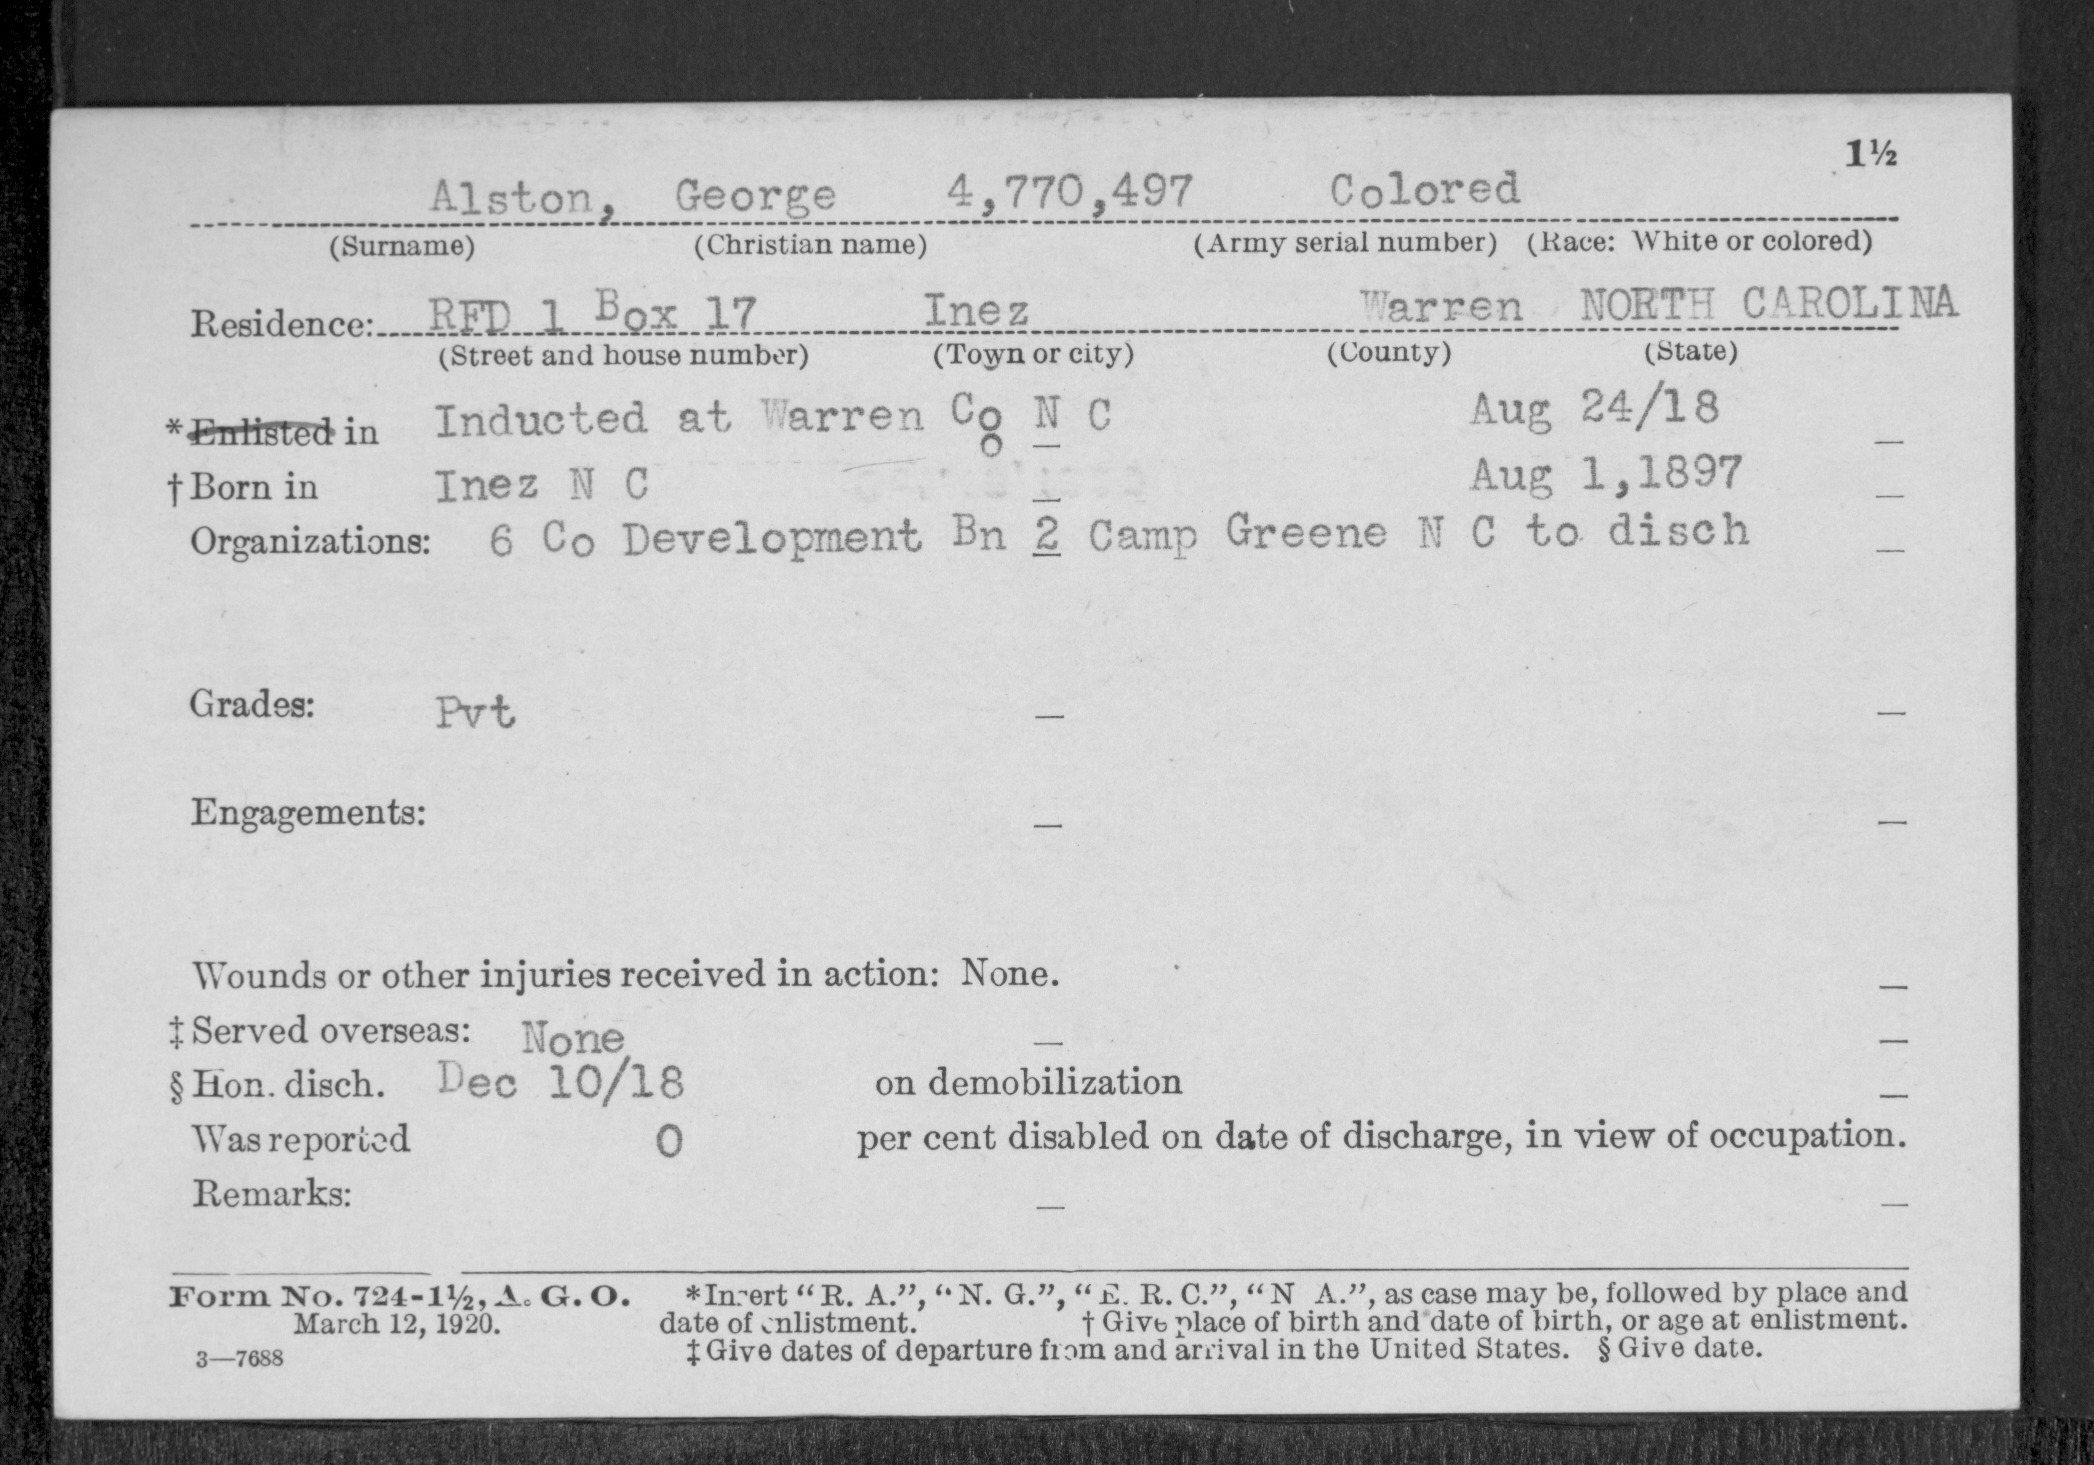 1½
Alston, George 4,770,497 Colored
(Surname) (Christian name) (Army serial number) (Race: White or colored)
Residence: RFD 1 Box 17 Inez Warren NORTH CAROLINA
(Street and house number) (Town or city) (County) (State)
*Enlisted in Inducted at Warren Co N C Aug 24/18 —
o —
†Born in Inez N C — Aug 1,1897 —
Organizations: 6 Co Development Bn 2 Camp Greene N C to disch —
Grades: Pvt — —
Engagements: — —
Wounds or other injuries received in action: None. —
‡Served overseas: None — —
§Hon. disch. Dec 10/18 on demobilization —
Was reported 0 per cent disabled on date of discharge, in view of occupation.
Remarks: — —
Form No. 724-1½, A. G. O. *Insert "R. A.", "N. G.", "E. R. C.", "N A.", as case may be, followed by place and
March 12, 1920. date of enlistment. †Give place of birth and date of birth, or age at enlistment.
3—7688 ‡Give dates of departure from and arrival in the United States. §Give date.